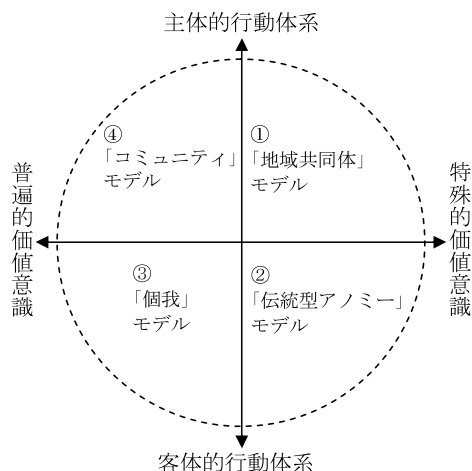 主体的行動体系
④
「コミュニティ」
モデル
①
「地域共同体」
モデル
普遍的価値意識
特殊的価値意識
③
「個我」
モデル
②
「伝統型アノミー」
モデル
客体的行動体系